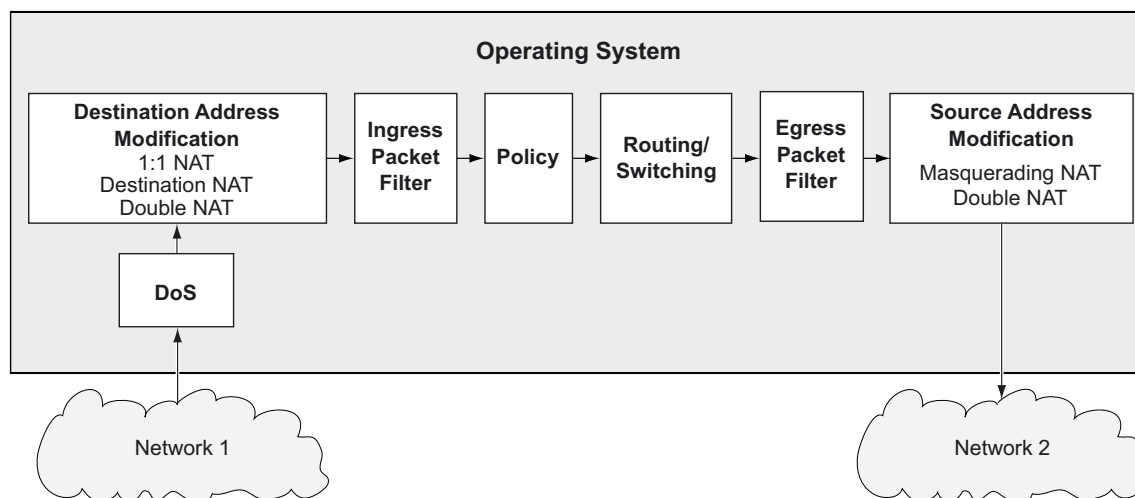 Operating System
Destination Address
Modification
1:1 NAT
Destination NAT
Double NAT
Ingress
Packet
Filter
Policy
Routing/
Switching
Egress
Packet
Filter
Source Address
Modification
Masquerading NAT
Double NAT
DoS
Network 1
Network 2